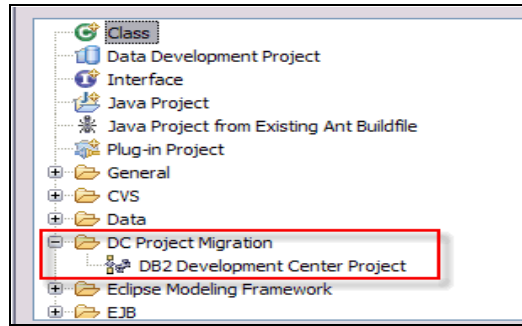 Class
Data Development Project
Interface
Java Project
Java Project from Existing Ant Buildfile
Plug-in Project
General
CVS
Data
DC Project Migration
DB2 Development Center Project
Eclipse Modeling Framework
EJB